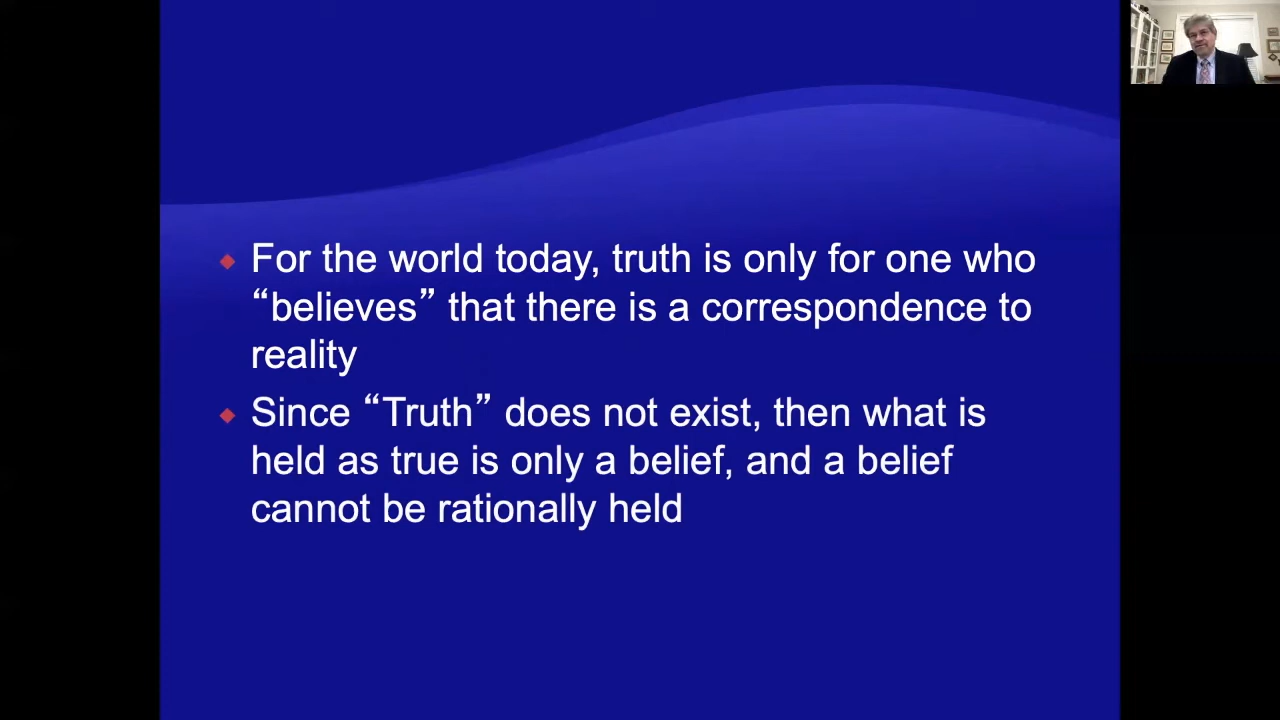 For the world today, truth is only for one who
“believes” that there is a correspondence to
reality
Since “Truth” does not exist, then what is
held as true is only a belief, and a belief
cannot be rationally held